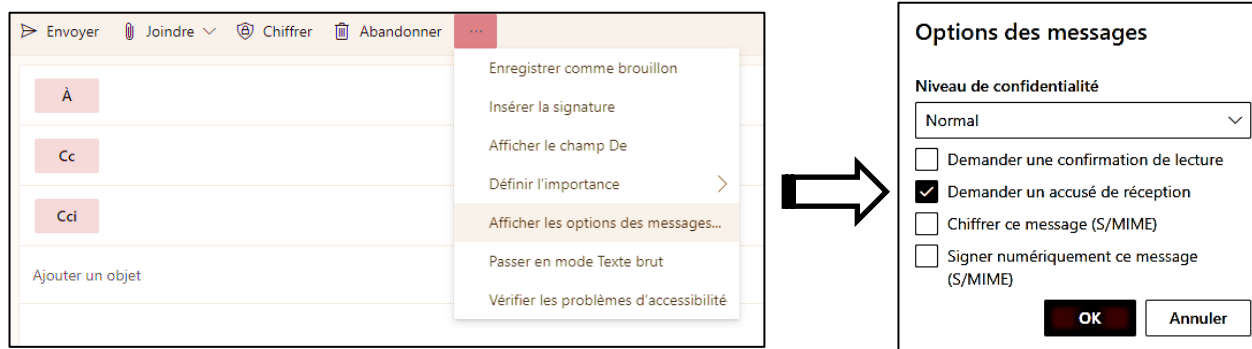 Envoyer Joindre Chiffrer Abandonner ...
Enregistrer comme brouillon
À
Insérer la signature
Afficher le champ De
Cc
Définir l'importance
Cci
Afficher les options des messages...
Passer en mode Texte brut
Ajouter un objet
Vérifier les problèmes d'accessibilité
Options des messages
Niveau de confidentialité
Normal
Demander une confirmation de lecture
Demander un accusé de réception
Chiffrer ce message (S/MIME)
Signer numériquement ce message
(S/MIME)
OK Annuler